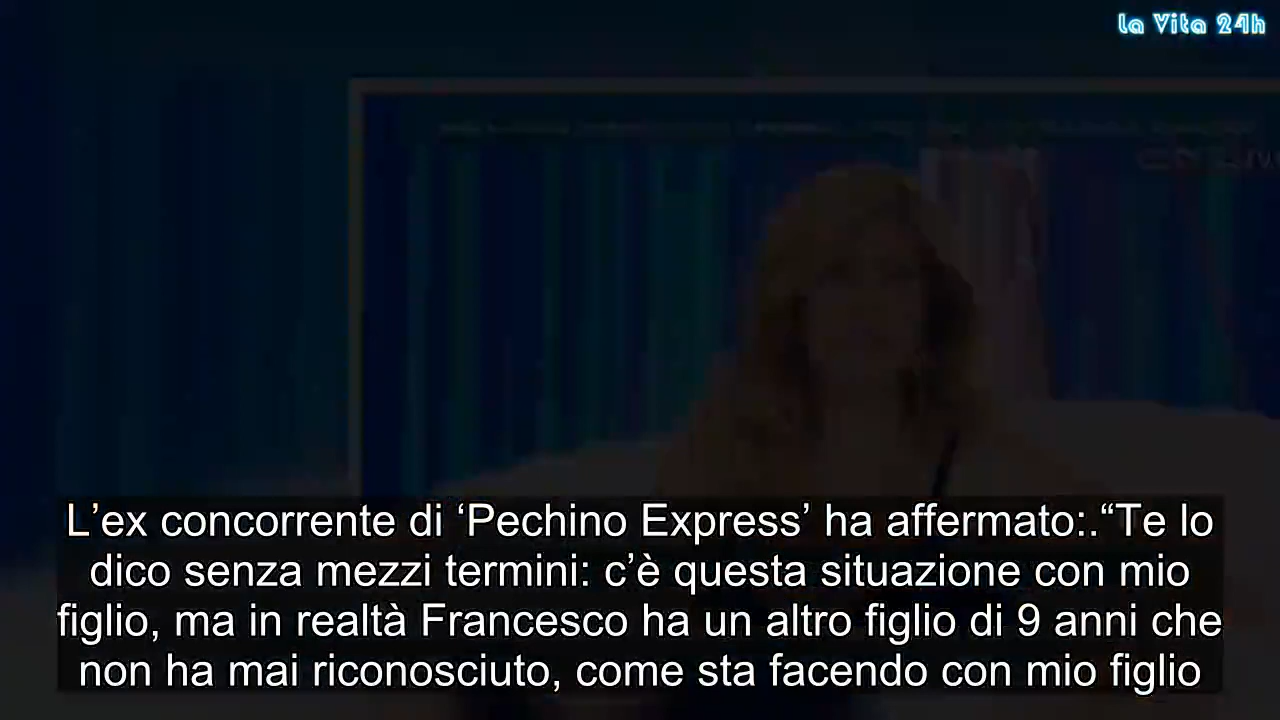 la Vita 24h
L’ex concorrente di ‘Pechino Express’ ha affermato:.“Te lo
dico senza mezzi termini: c’è questa situazione con mio
figlio, ma in realtà Francesco ha un altro figlio di 9 anni che
non ha mai riconosciuto, come sta facendo con mio figlio